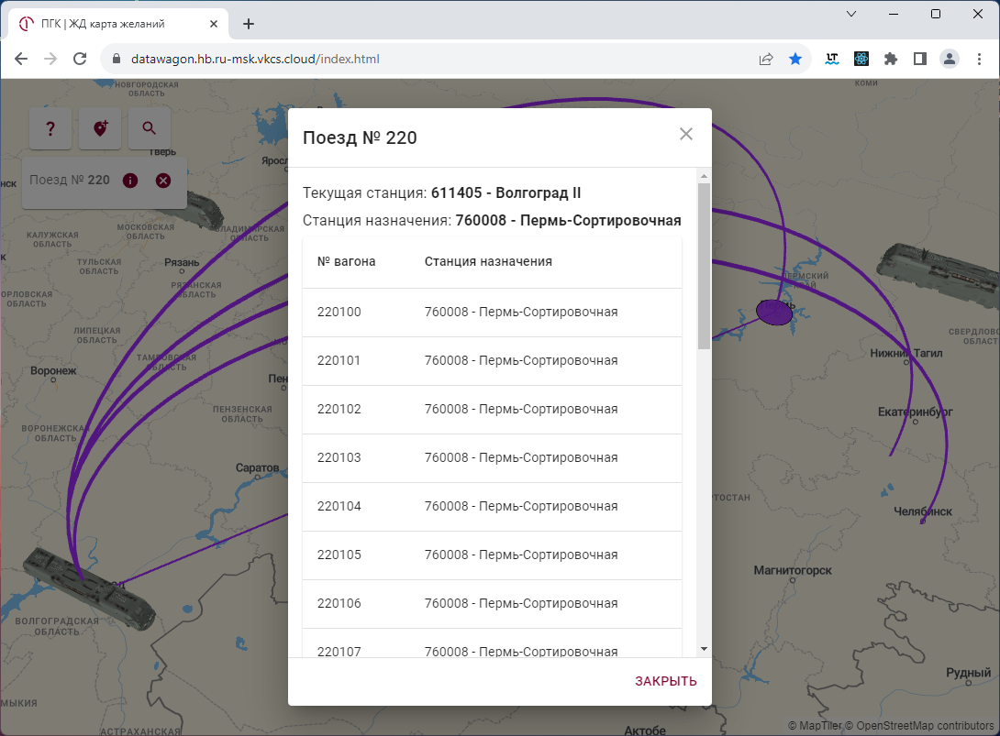 ПГК | ЖД карта желаний
datawagon.hb.ru-msk.vkcs.cloud/index.html
НОВГОРОДСКАЯ
ОБЛАСТЬ
КОМИ
?
Тверь
Поезд № 220
МОСКОВСКАЯ
ОБЛАСТЬ
КАЛУЖСКАЯ
ОБЛАСТЬ
ВЛАДИМИРСКАЯ
ОБЛАСТЬ
ТУЛЬСКАЯ
ОБЛАСТЬ
Рязань
РЯЗАНСКАЯ
ОБЛАСТЬ
ОРЛОВСКАЯ
ОБЛАСТЬ
ЛИПЕЦКАЯ
ОБЛАСТЬ
ТАМБОВСКАЯ
ОБЛАСТЬ
Воронеж
ПЕНЗЕНСКАЯ
ОБЛАСТЬ
ВОРОНЕЖСКАЯ
ОБЛАСТЬ
Саратов
ВОЛГОГРАДСКАЯ
ОБЛАСТЬ
АСТРАХАНСКАЯ
Поезд № 220
Текущая станция: 611405 - Волгоград II
Станция назначения: 760008 - Пермь-Сортировочная
№ вагона Станция назначения
220100 760008 - Пермь-Сортировочная
220101 760008 - Пермь-Сортировочная
220102 760008 - Пермь-Сортировочная
220103 760008 - Пермь-Сортировочная
220104 760008 - Пермь-Сортировочная
220105 760008 - Пермь-Сортировочная
220106 760008 - Пермь-Сортировочная
220107 760008 - Пермь-Сортировочная
ЗАКРЫТЬ
ПЕРМСКИЙ
КРАЙ
СВЕРДЛОВ
ОБЛАСТ
Нижний Тагил
Екатеринбург
РТОСТАН
Челябинск
Магнитогорск
Рудный
Актобе
© MapTiler © OpenStreetMap contributors